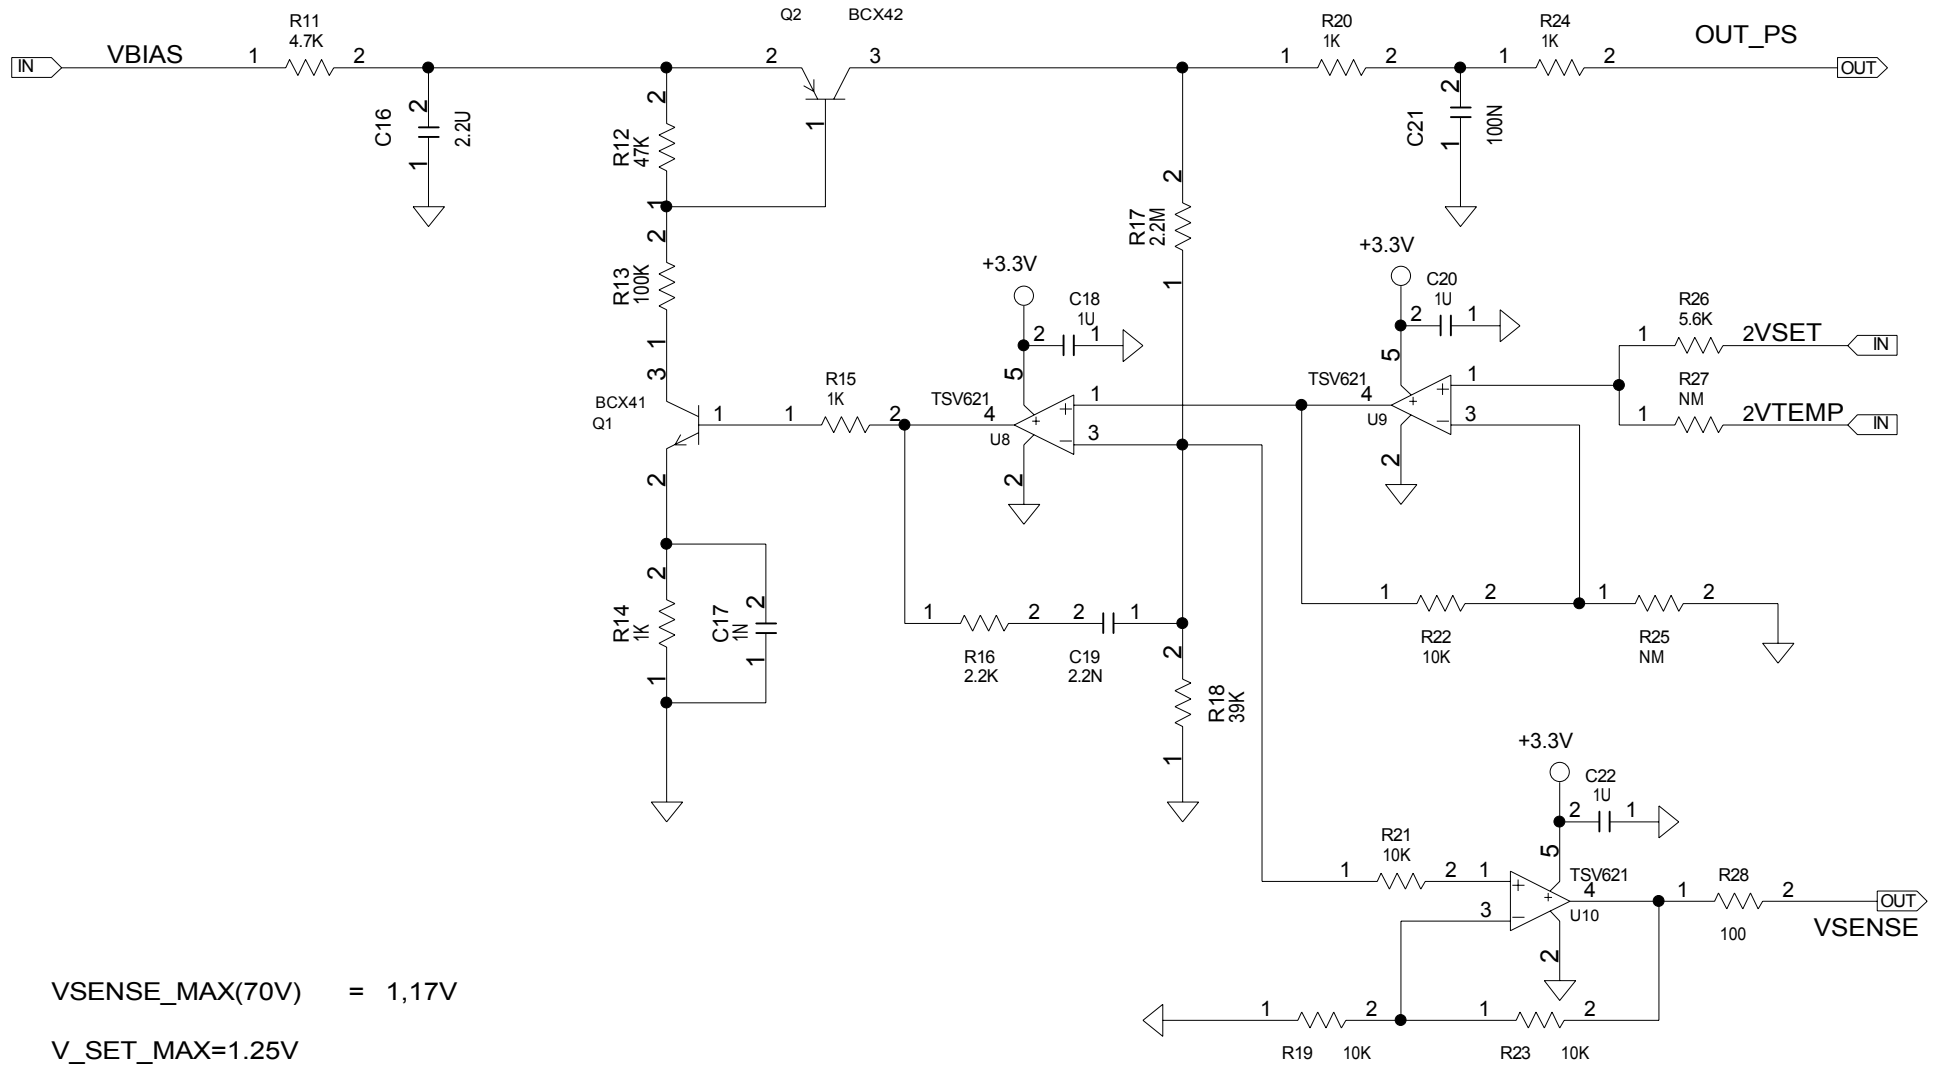 Q2 BCX42
R11
4.7K
R20
1K
R24
1K
OUT_PS
IN VBIAS 1 2 2 3 1 2 1 2 OUT
C16 2 1 2.2U
2 R12 47K 1
1
C21 2 1 100N
2 R17 2.2M 1
2 R13 100K 1
+3.3V
+3.3V
C18
1U
2 1
C20
1U
2 1
R26
5.6K
1 2 VSET IN
R27
NM
1 2 VTEMP IN
3
BCX41
Q1
1
2
R15
1K
1 2
TSV621
5
4
U8
+
+
−
1
3
2
TSV621
5
4
U9
+
+
−
1
3
2
2 R14 1K 1
C17 1N 2 1
1 2 2 1
R16
2.2K
C19
2.2N
2 R18 39K 1
1 2
R22
10K
1 2
R25
NM
+3.3V
C22
1U
2 1
R21
10K
1 2 1
3
5
TSV621
4
U10
+
+
−
2
R28
1 2
100
OUT
VSENSE
1 2
R19 10K
1 2
R23 10K
VSENSE_MAX(70V) = 1,17V
V_SET_MAX=1.25V